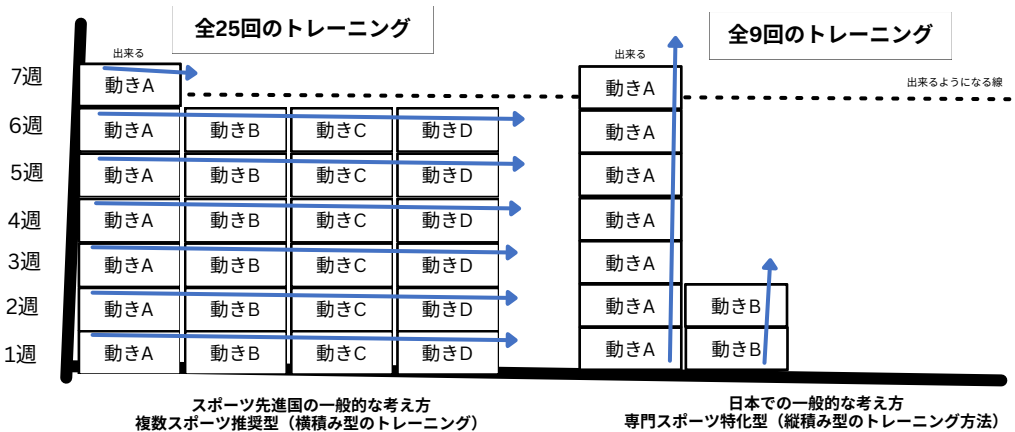 全25回のトレーニング
全9回のトレーニング
出来る
出来る
出来るようになる線
7週
動きA
動きA
6週
動きA 動きB 動きC 動きD
動きA
5週
動きA 動きB 動きC 動きD
動きA
4週
動きA 動きB 動きC 動きD
動きA
3週
動きA 動きB 動きC 動きD
動きA
2週
動きA 動きB 動きC 動きD
動きA 動きB
1週
動きA 動きB 動きC 動きD
動きA 動きB
スポーツ先進国の一般的な考え方
複数スポーツ推奨型（横積み型のトレーニング）
日本での一般的な考え方
専門スポーツ特化型（縦積み型のトレーニング方法）